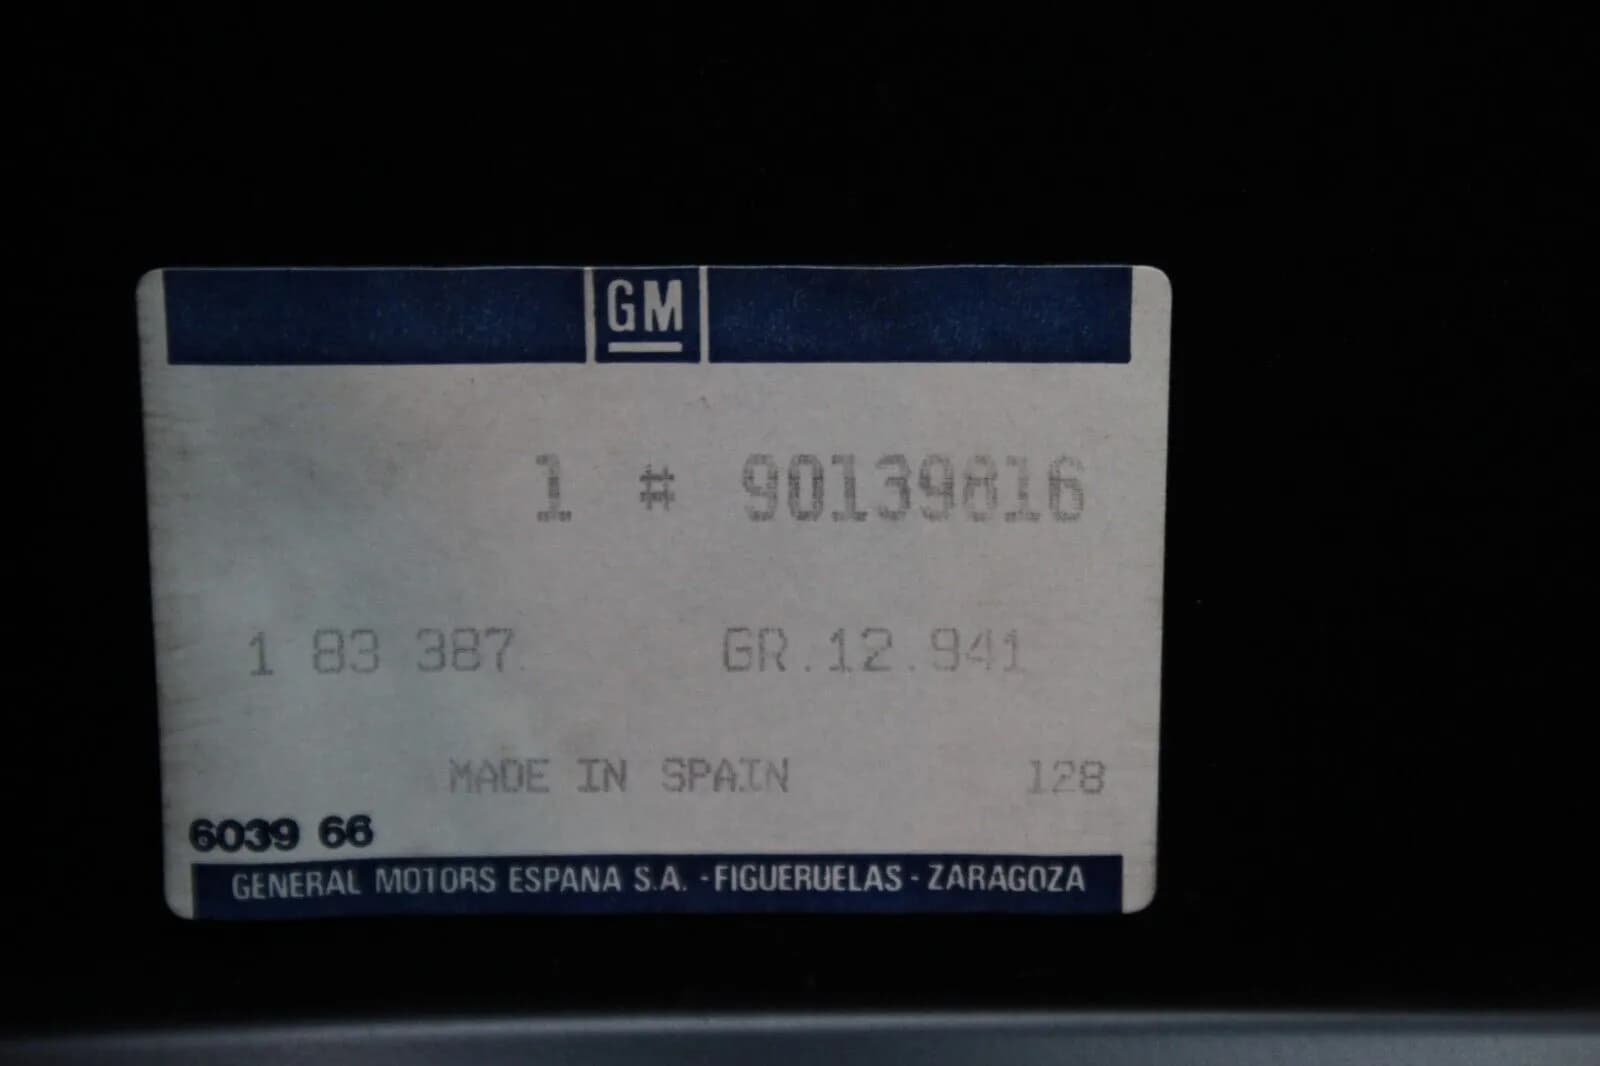 GM
1 # 90139816
1 83 387 GR.12.941
MADE IN SPAIN 128
6039 66
GENERAL MOTORS ESPANA S.A. - FIGUERUELAS - ZARAGOZA